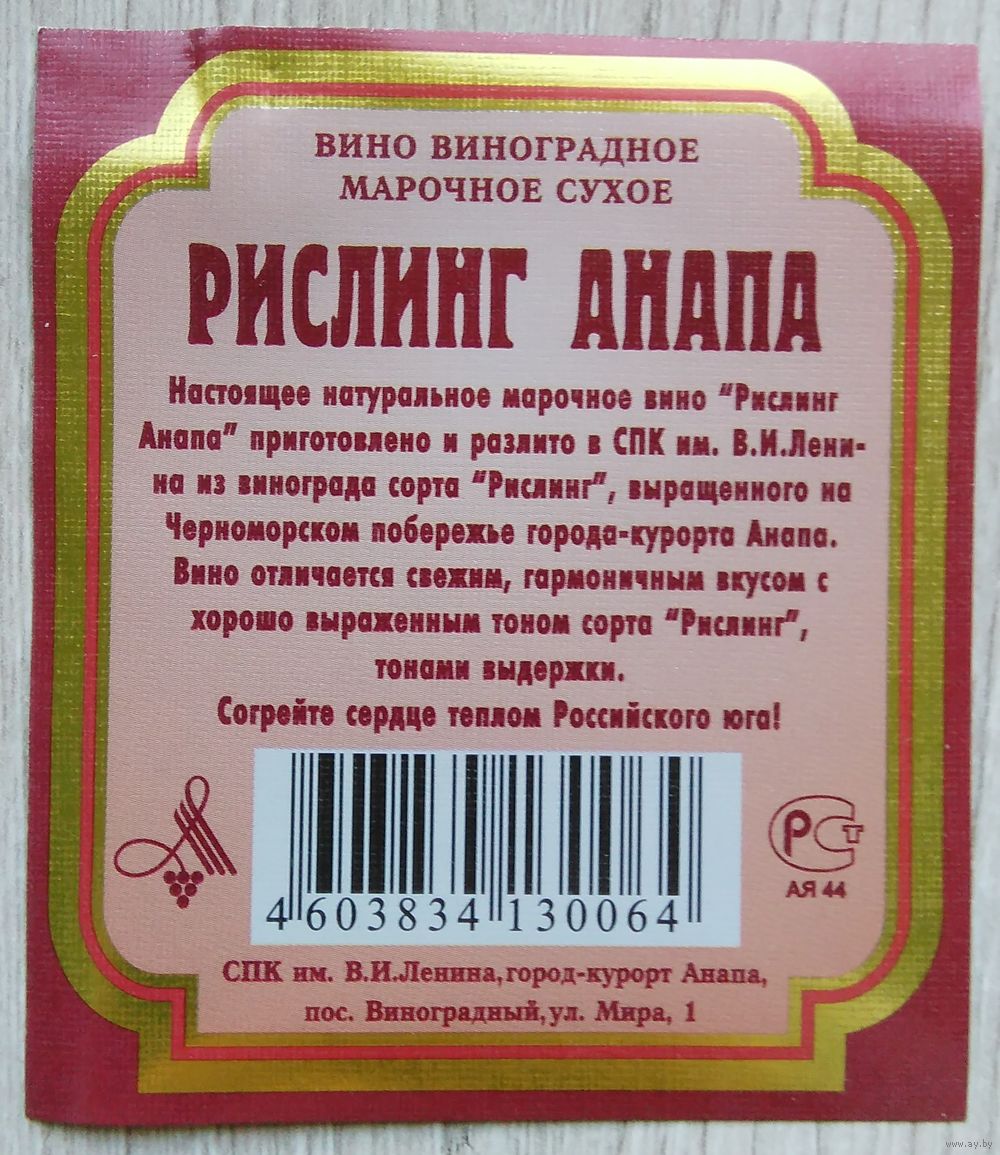 ВИНО ВИНОГРАДНОЕ
МАРОЧНОЕ СУХОЕ
РИСЛИНГ АНАПА
Настоящее натуральное марочное вино “Рислинг
Анапа” приготовлено и разлито в СПК им. В.И.Лени-
на из винограда сорта “Рислинг”, выращенного на
Черноморском побережье города-курорта Анапа.
Вино отличается свежим, гармоничным вкусом с
хорошо выраженным тоном сорта “Рислинг”,
тонами выдержки.
Согрейте сердце теплом Российского юга!
РСТ
АЯ 44
4 603834 130064
СПК им. В.И.Ленина,город-курорт Анапа,
пос. Виноградный,ул. Мира, 1
www.ay.by